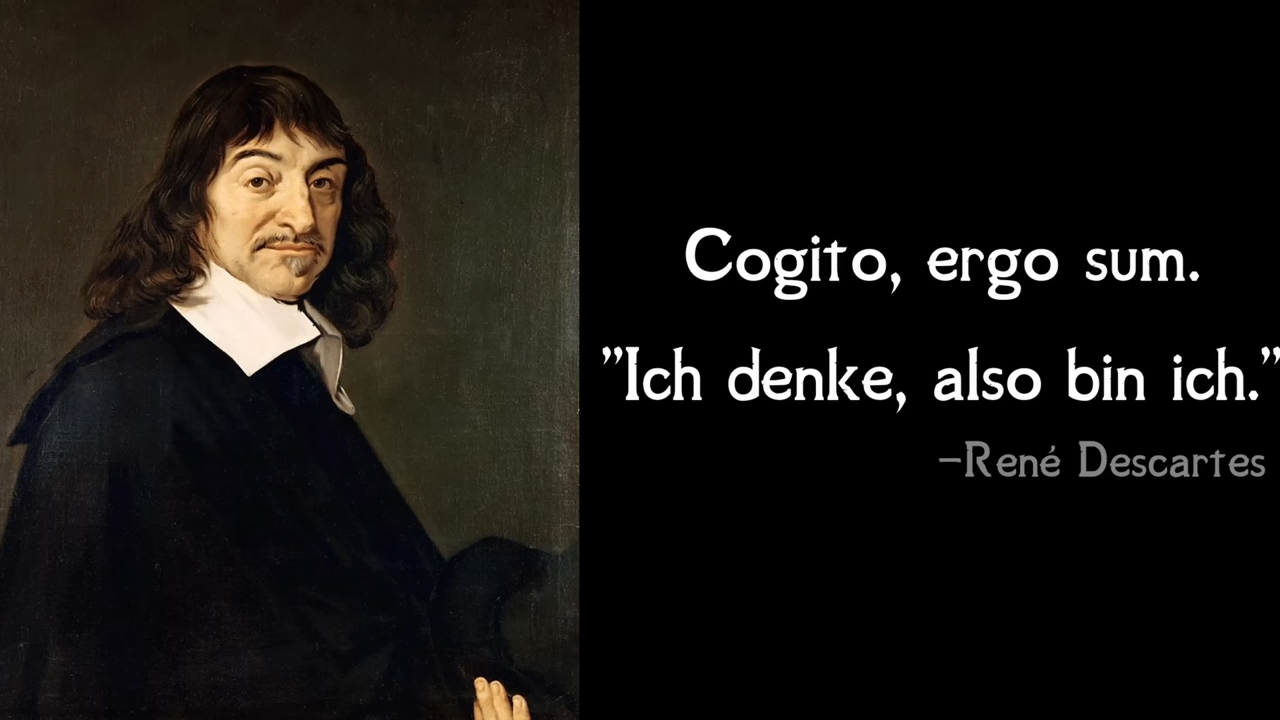 Cogito, ergo sum.
”Ich denke, also bin ich.”
–René Descartes